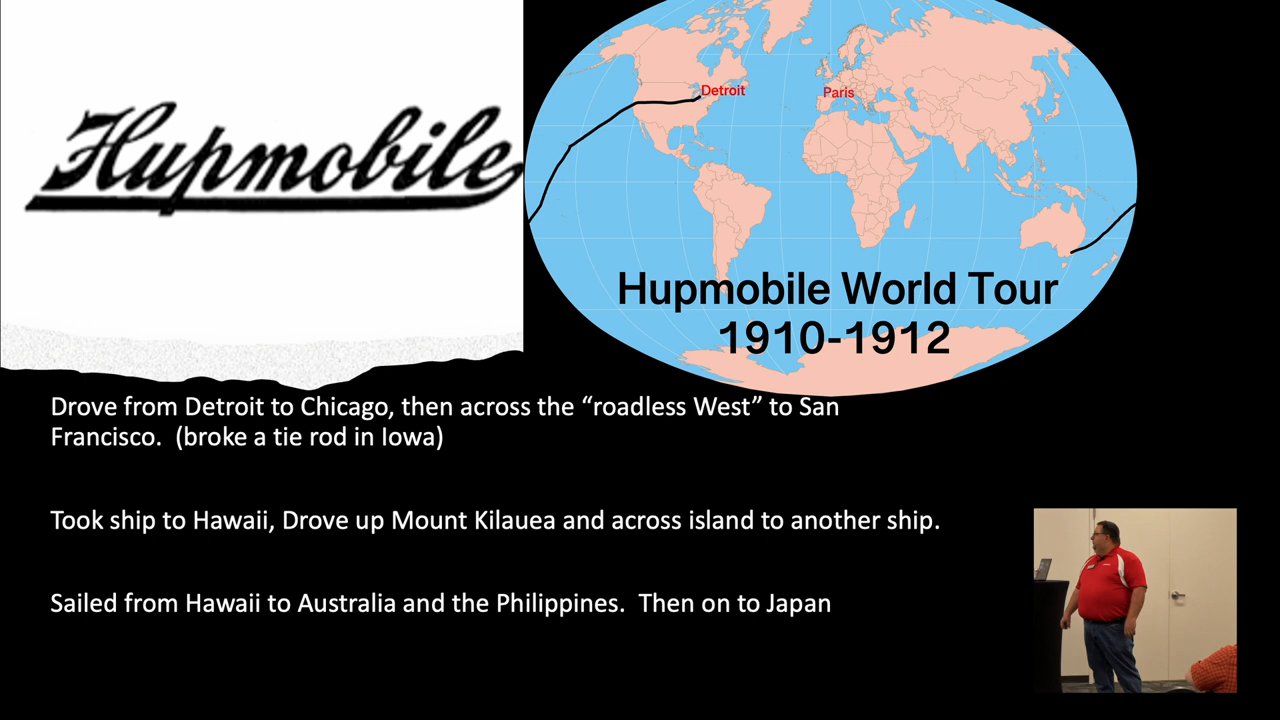 Hupmobile
Detroit
Paris
Hupmobile World Tour
1910-1912
Drove from Detroit to Chicago, then across the “roadless West” to San
Francisco.  (broke a tie rod in Iowa)
Took ship to Hawaii, Drove up Mount Kilauea and across island to another ship.
Sailed from Hawaii to Australia and the Philippines.  Then on to Japan